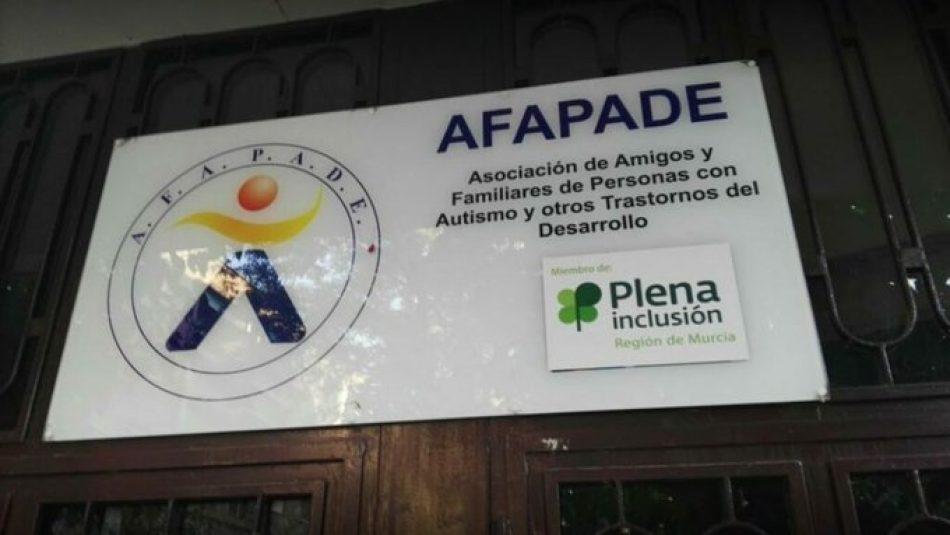 A. F. A. P. A. D. E.
AFAPADE
Asociación de Amigos y
Familiares de Personas con
Autismo y otros Trastornos del
Desarrollo
Miembro de:
Plena
inclusión
Región de Murcia